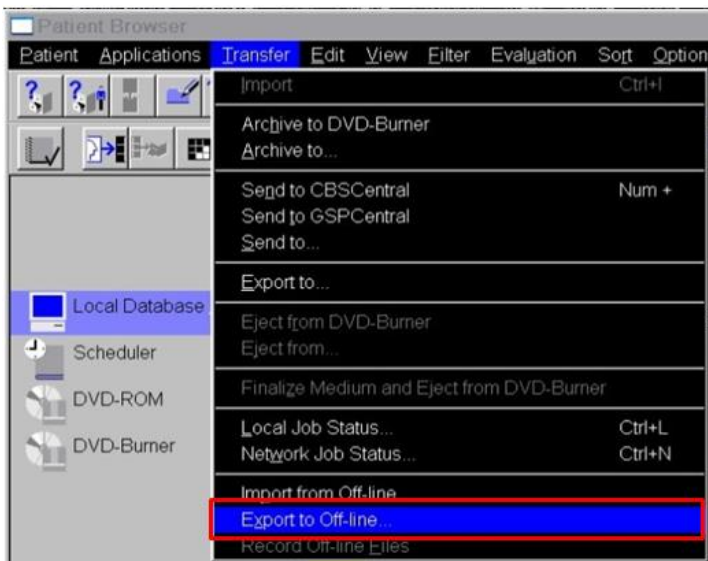 Patient Browser
Patient Applications Transfer Edit View Filter Evaluation Sort Option
Import Ctrl+I
Archive to DVD-Burner
Archive to...
Send to CBSCentral Num +
Send to GSPCentral
Send to...
Export to...
Eject from DVD-Burner
Eject from...
Finalize Medium and Eject from DVD-Burner
Local Job Status... Ctrl+L
Network Job Status... Ctrl+N
Import from Off-line
Export to Off-line...
Record Off-line Files
Local Database
Scheduler
DVD-ROM
DVD-Burner